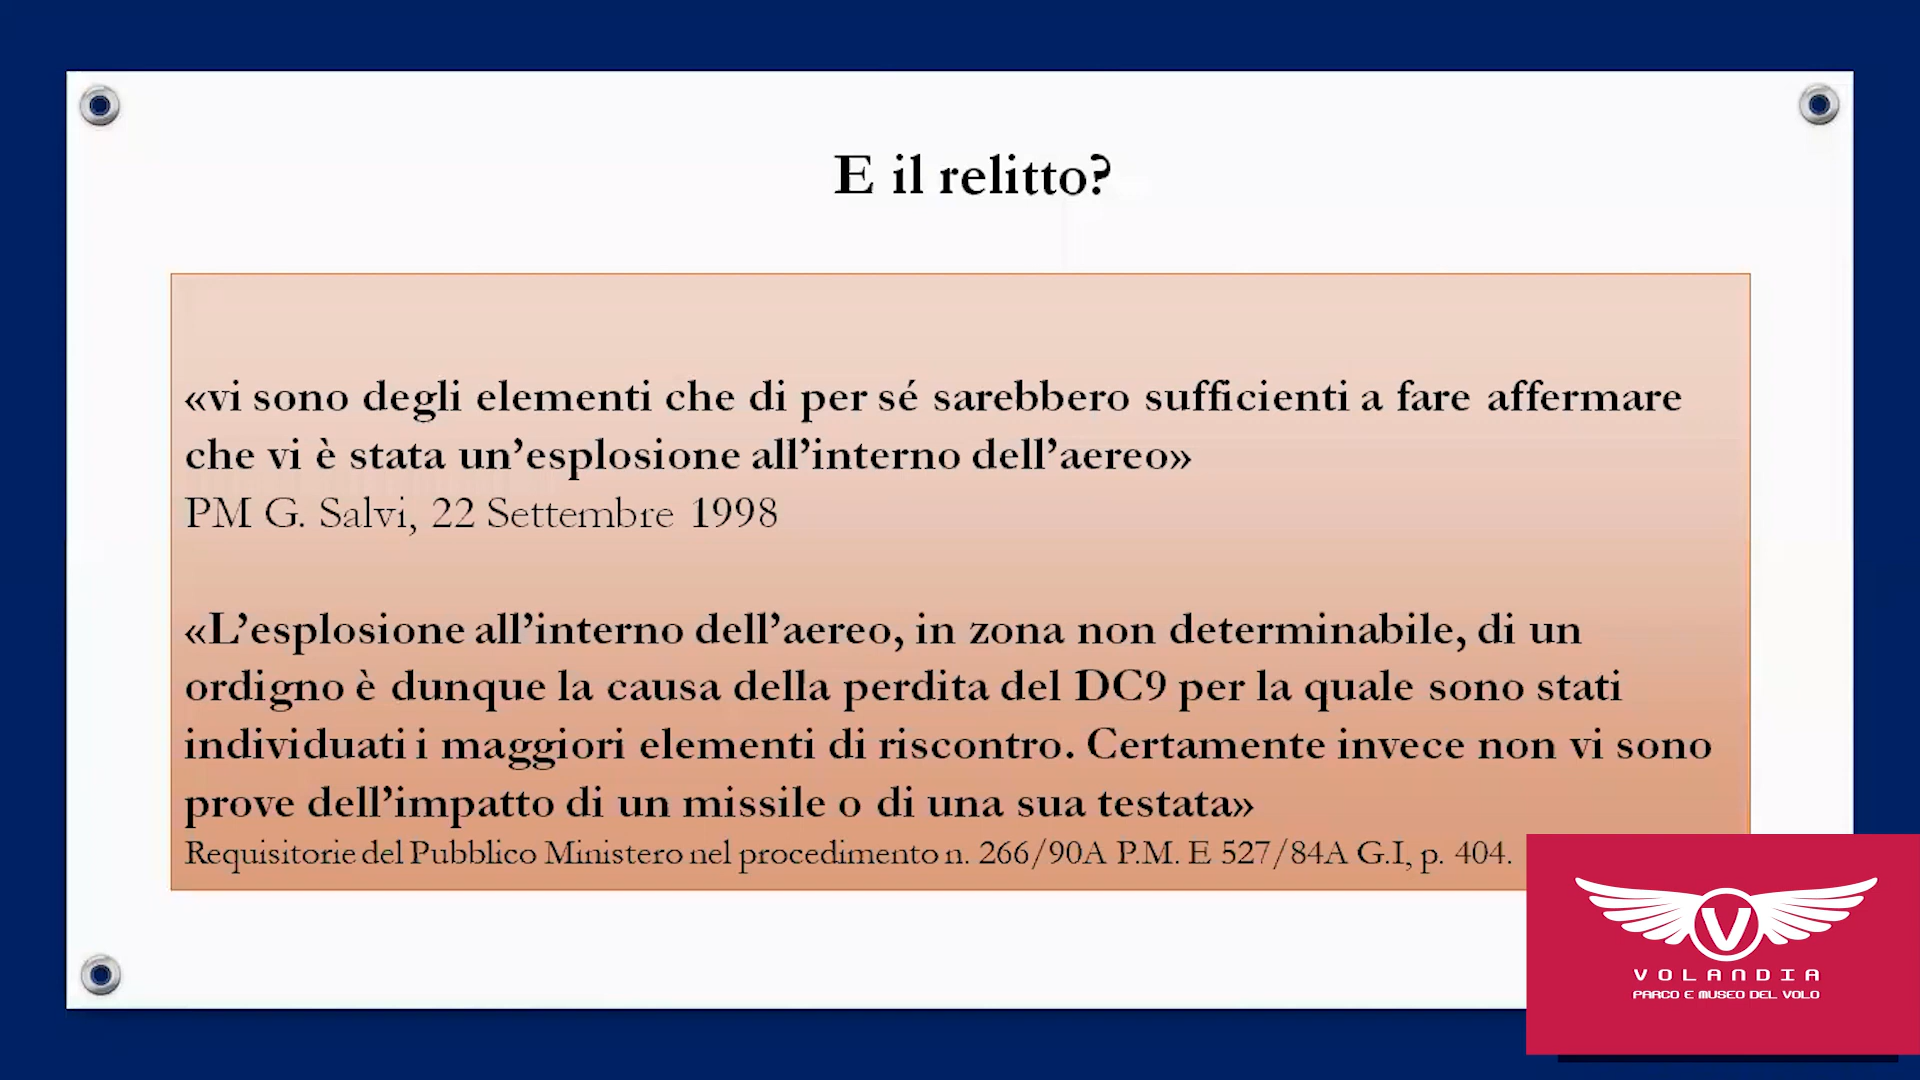 E il relitto?
«vi sono degli elementi che di per sé sarebbero sufficienti a fare affermare
che vi è stata un’esplosione all’interno dell’aereo»
PM G. Salvi, 22 Settembre 1998
«L’esplosione all’interno dell’aereo, in zona non determinabile, di un
ordigno è dunque la causa della perdita del DC9 per la quale sono stati
individuati i maggiori elementi di riscontro. Certamente invece non vi sono
prove dell’impatto di un missile o di una sua testata»
Requisitorie del Pubblico Ministero nel procedimento n. 266/90A P.M. E 527/84A G.I, p. 404.
V
VOLANDIA
PARCO E MUSEO DEL VOLO